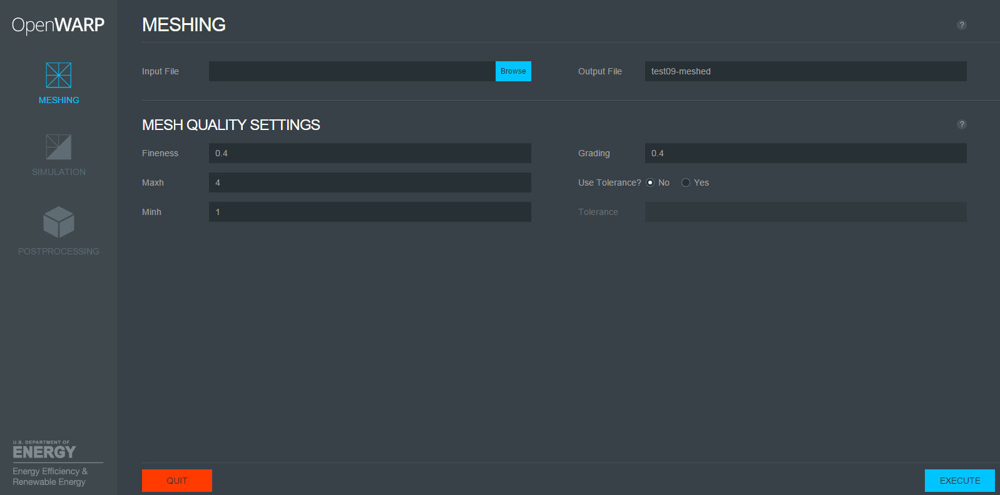 OpenWARP
MESHING
SIMULATION
POSTPROCESSING
U.S. DEPARTMENT OF
ENERGY
Energy Efficiency &
Renewable Energy
MESHING
?
Input File
Browse
Output File
test09-meshed
MESH QUALITY SETTINGS
?
Fineness
0.4
Grading
0.4
Maxh
4
Use Tolerance?
No
Yes
Minh
1
Tolerance
QUIT
EXECUTE